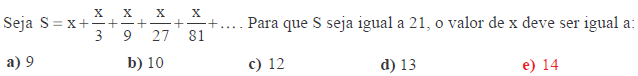 Seja S = x + x/3 + x/9 + x/27 + x/81 + .... Para que S seja igual a 21, o valor de x deve ser igual a:
a) 9 b) 10 c) 12 d) 13 e) 14